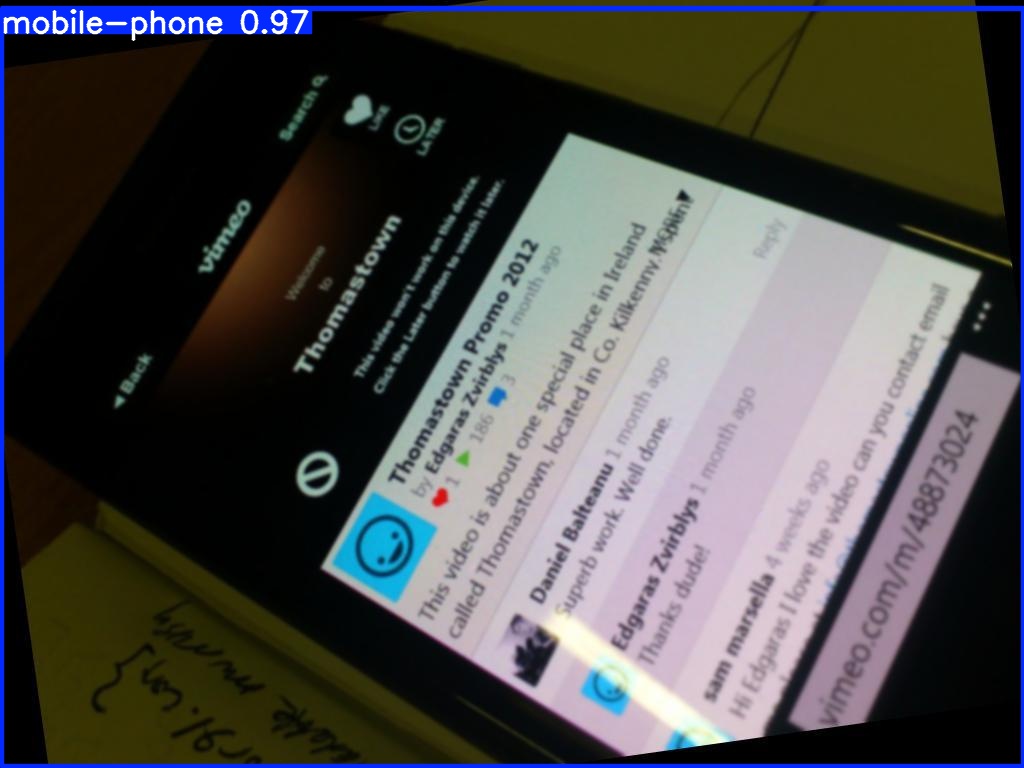 mobile-phone 0.97
Back
vimeo
Search
Welcome
to
Thomastown
LIKE
LATER
This video won't work on this device.
Click the Later button to watch it later.
Thomastown Promo 2012
by Edgaras Zvirblys 1 month ago
1 186 3
This video is about one special place in Ireland
called Thomastown, located in Co. Kilkenny.
Daniel Balteanu 1 month ago
Superb work. Well done.
Reply
Edgaras Zvirblys 1 month ago
Thanks dude!
sam marsella 4 weeks ago
Hi Edgaras I love the video can you contact email
vimeo.com/m/48873024
...